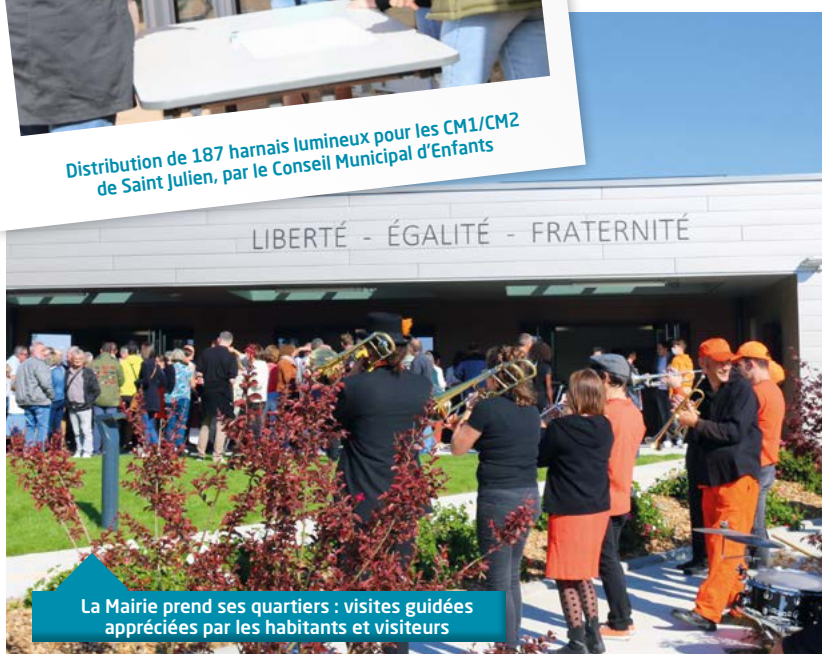 Distribution de 187 harnais lumineux pour les CM1/CM2
de Saint Julien, par le Conseil Municipal d'Enfants
LIBERTÉ - ÉGALITÉ - FRATERNITÉ
La Mairie prend ses quartiers : visites guidées
appréciées par les habitants et visiteurs